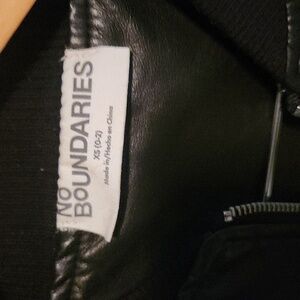 NO
BOUNDARIES
XS (0-2)
Made in/Hecho en China